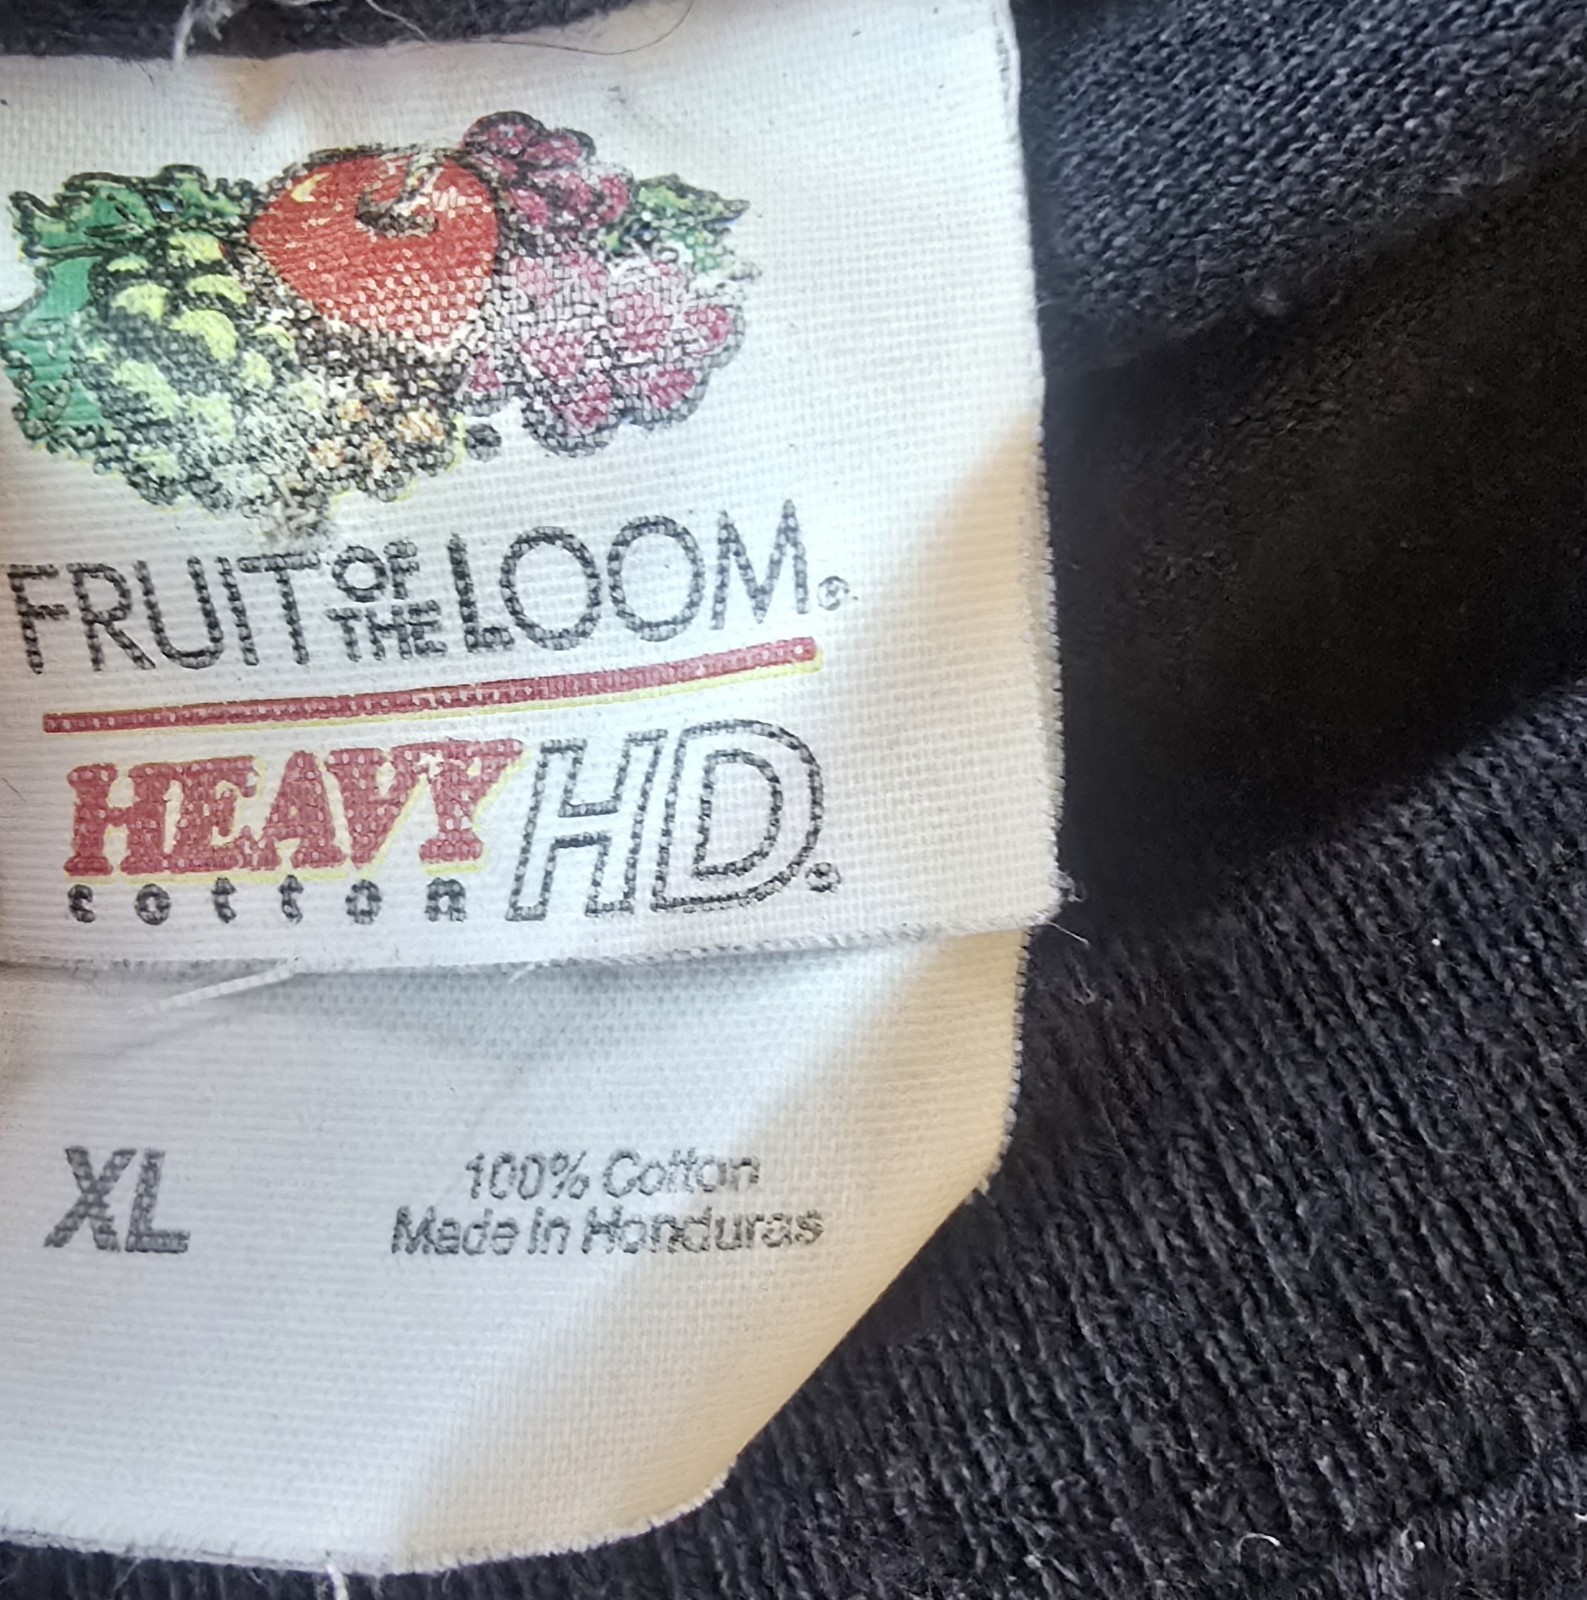 FRUIT OF THE LOOM®
HEAVY HD®
cotton
XL
100% Cotton
Made in Honduras